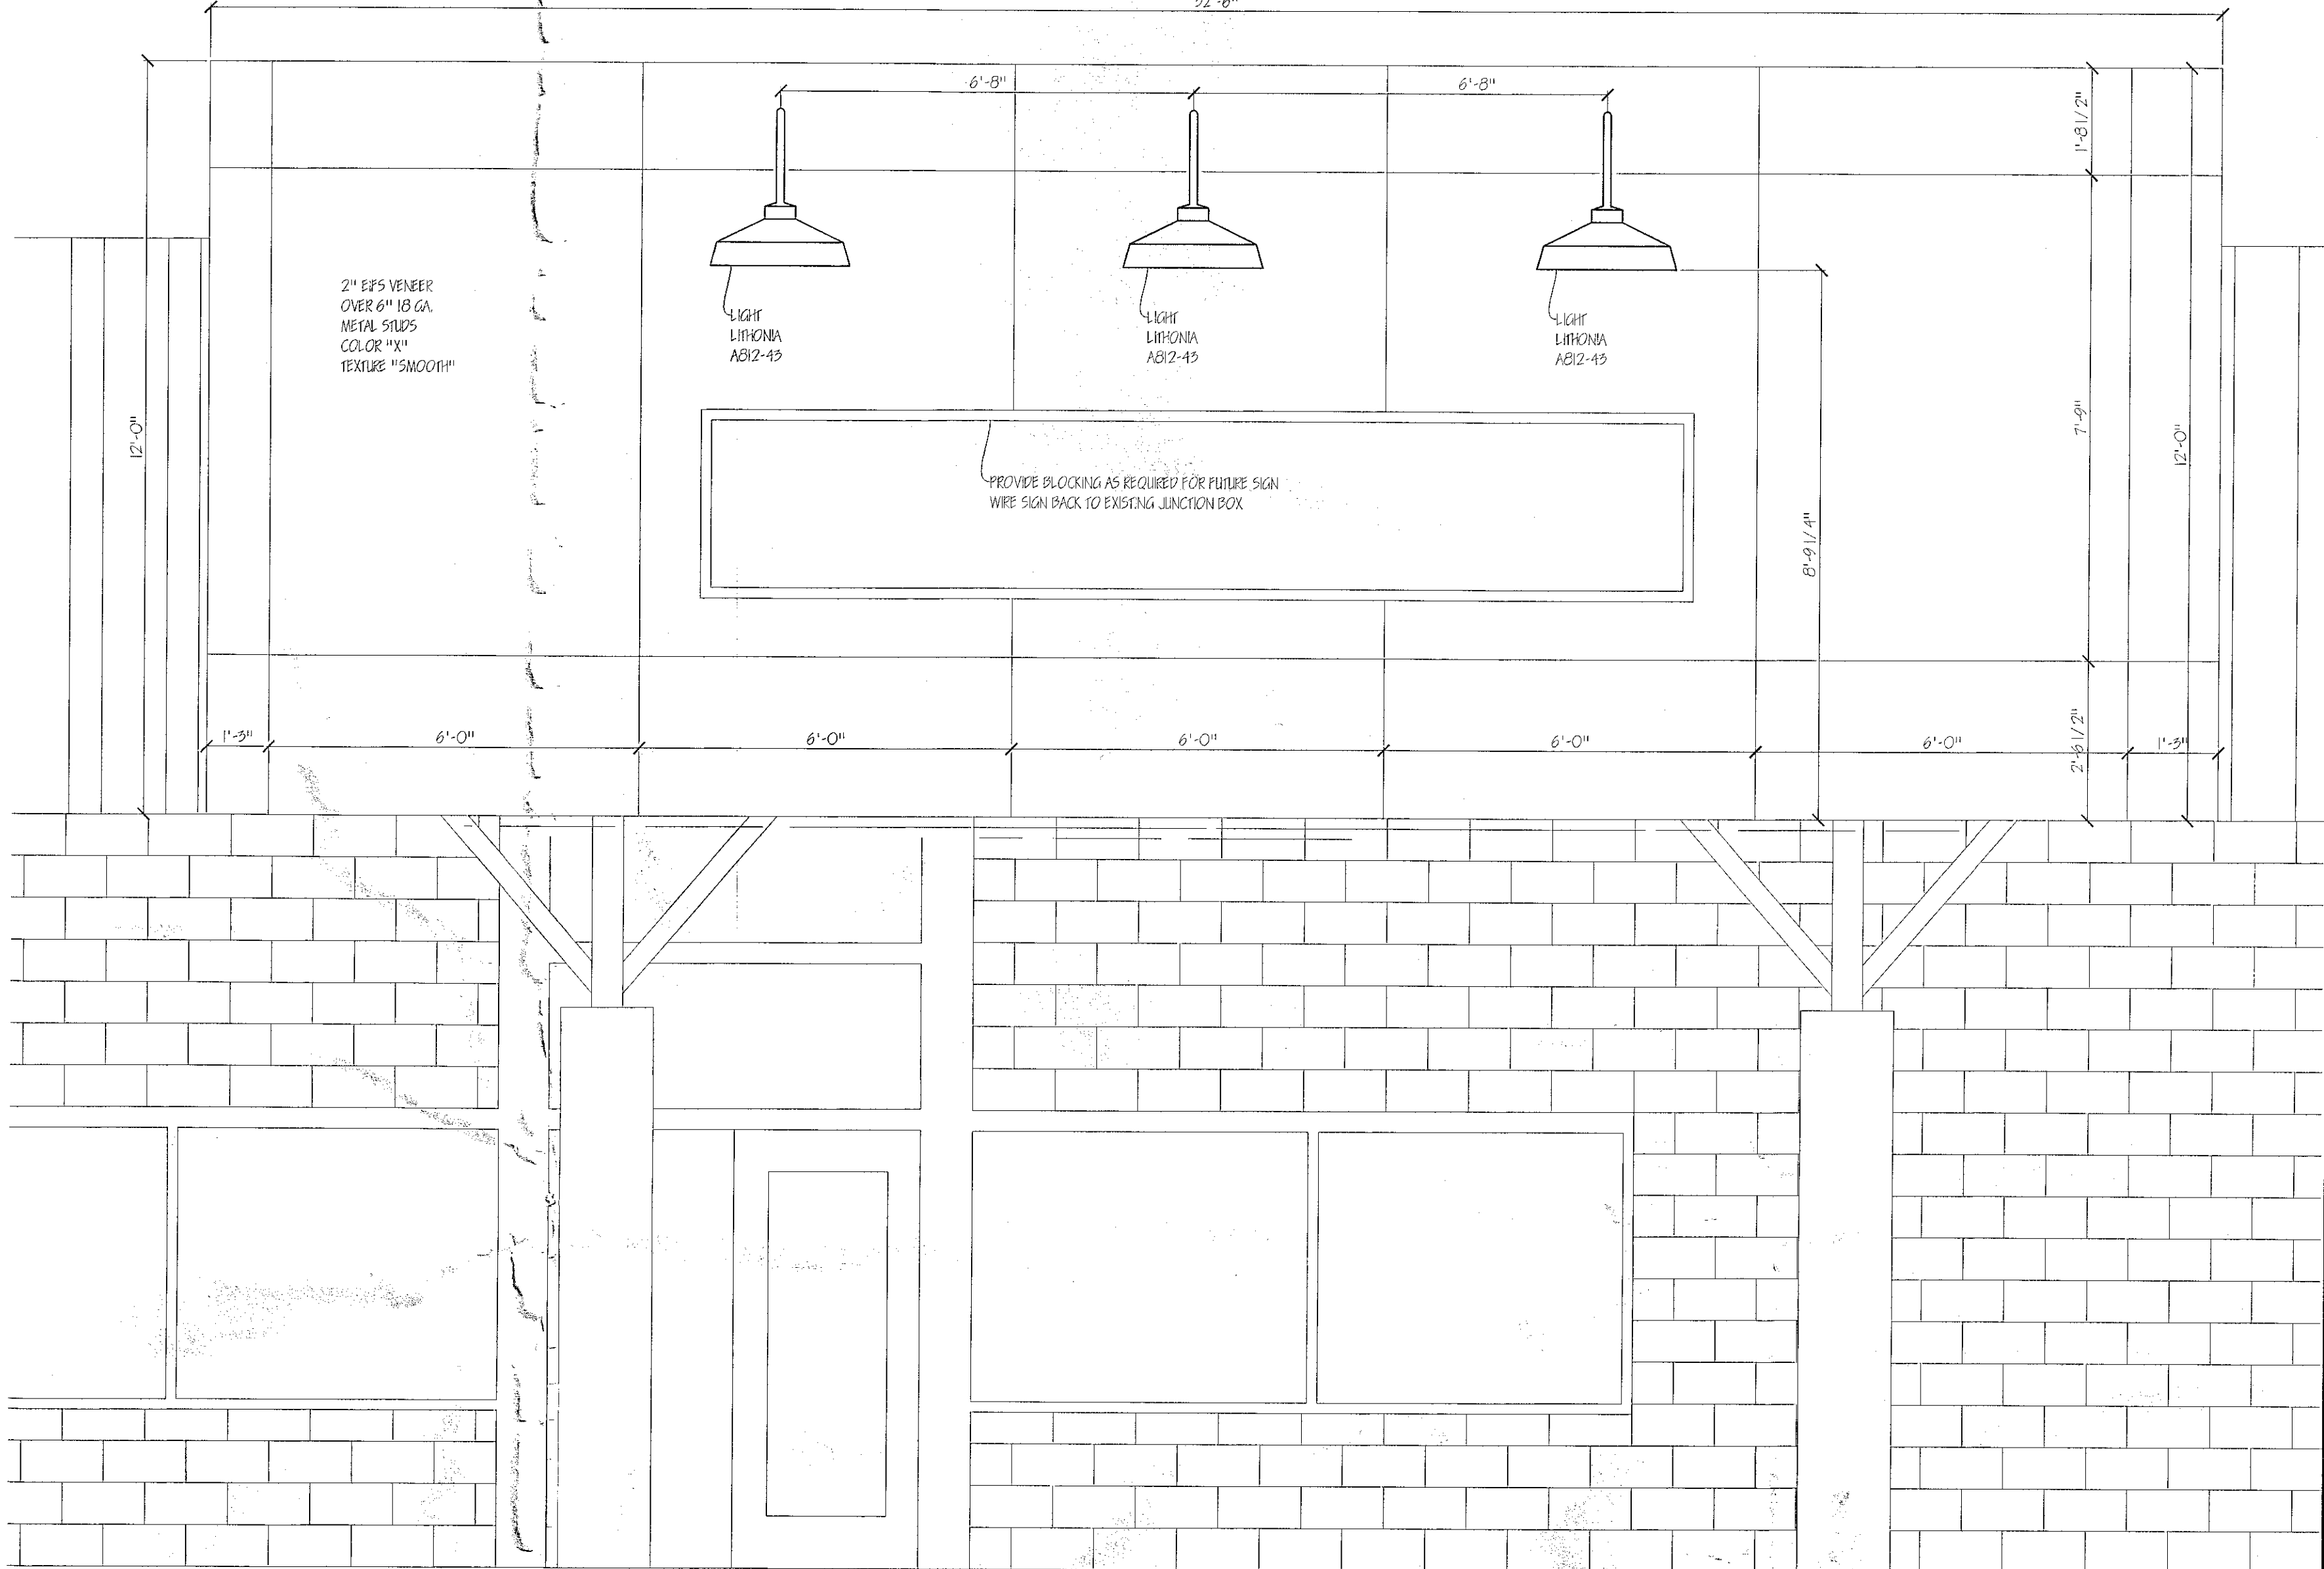 32'-6"
6'-8"
6'-8"
1'-8 1/2"
2" EIFS VENEER
OVER 6" 18 GA.
METAL STUDS
COLOR "X"
TEXTURE "SMOOTH"
LIGHT
LITHONIA
A812-43
LIGHT
LITHONIA
A812-43
LIGHT
LITHONIA
A812-43
12'-0"
7'-9"
12'-0"
PROVIDE BLOCKING AS REQUIRED FOR FUTURE SIGN
WIRE SIGN BACK TO EXISTING JUNCTION BOX
8'-9 1/4"
1'-3"
6'-0"
6'-0"
6'-0"
6'-0"
6'-0"
1'-3"
2'-6 1/2"